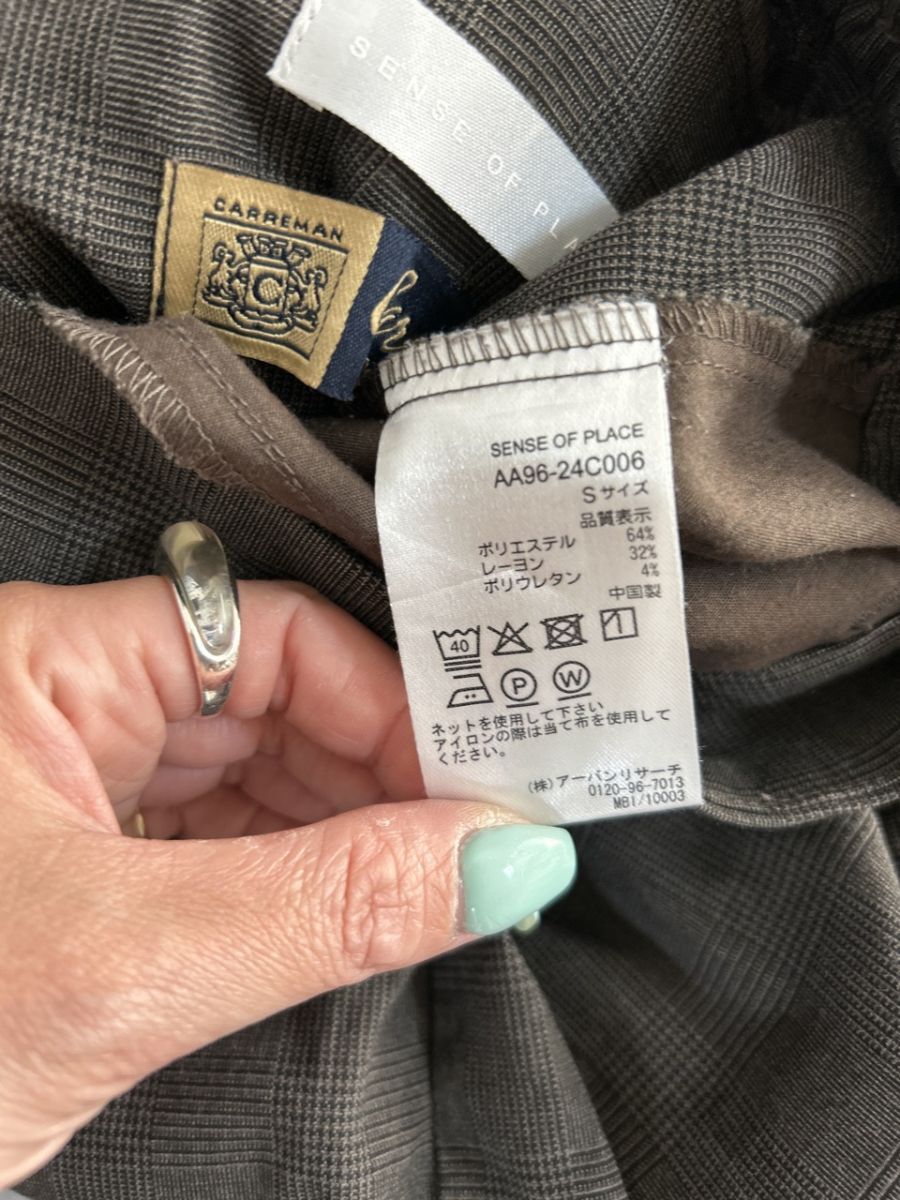 SENSE OF
CARREMAN
C
SENSE OF PLACE
AA96-24C006
Sサイズ
品質表示
ポリエステル 64%
レーヨン 32%
ポリウレタン 4%
中国製
40 1
P W
ネットを使用して下さい
アイロンの際は当て布を使用して
ください。
(株)アーバンリサーチ
0120-96-7013
MBI/10003